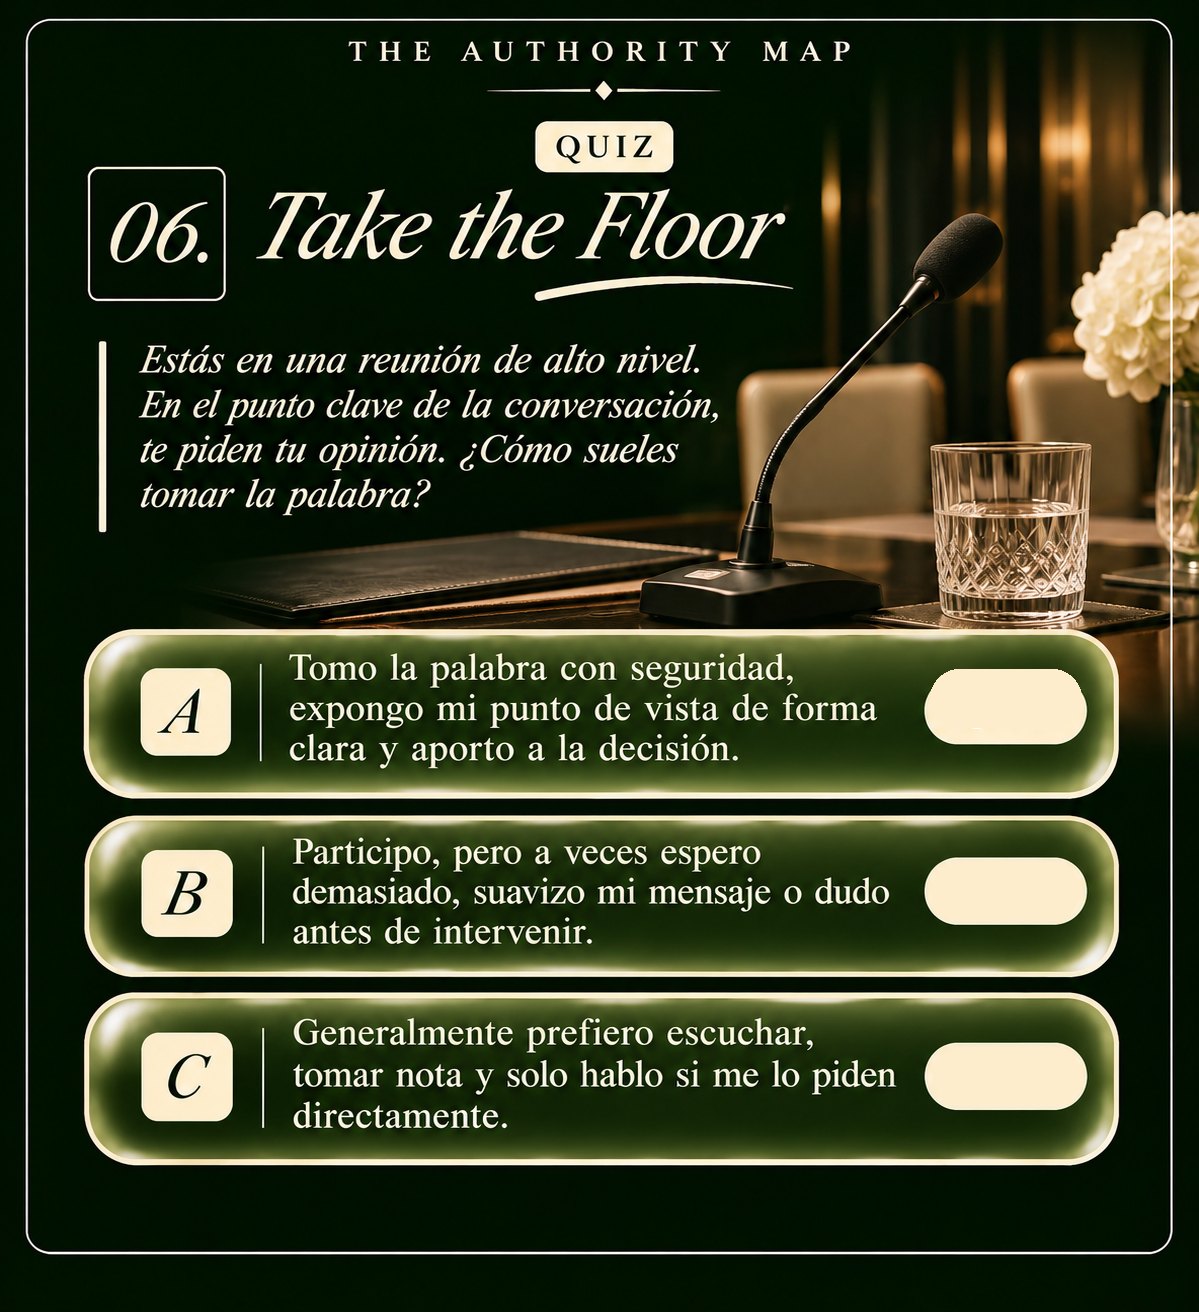 THE AUTHORITY MAP
QUIZ
06. Take the Floor
Estás en una reunión de alto nivel.
En el punto clave de la conversación,
te piden tu opinión. ¿Cómo sueles
tomar la palabra?
A
Tomo la palabra con seguridad,
expongo mi punto de vista de forma
clara y aporto a la decisión.
B
Participo, pero a veces espero
demasiado, suavizo mi mensaje o dudo
antes de intervenir.
C
Generalmente prefiero escuchar,
tomar nota y solo hablo si me lo piden
directamente.